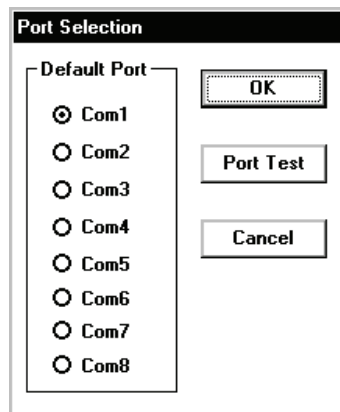 Port Selection
Default Port
Com1
Com2
Com3
Com4
Com5
Com6
Com7
Com8
OK
Port Test
Cancel